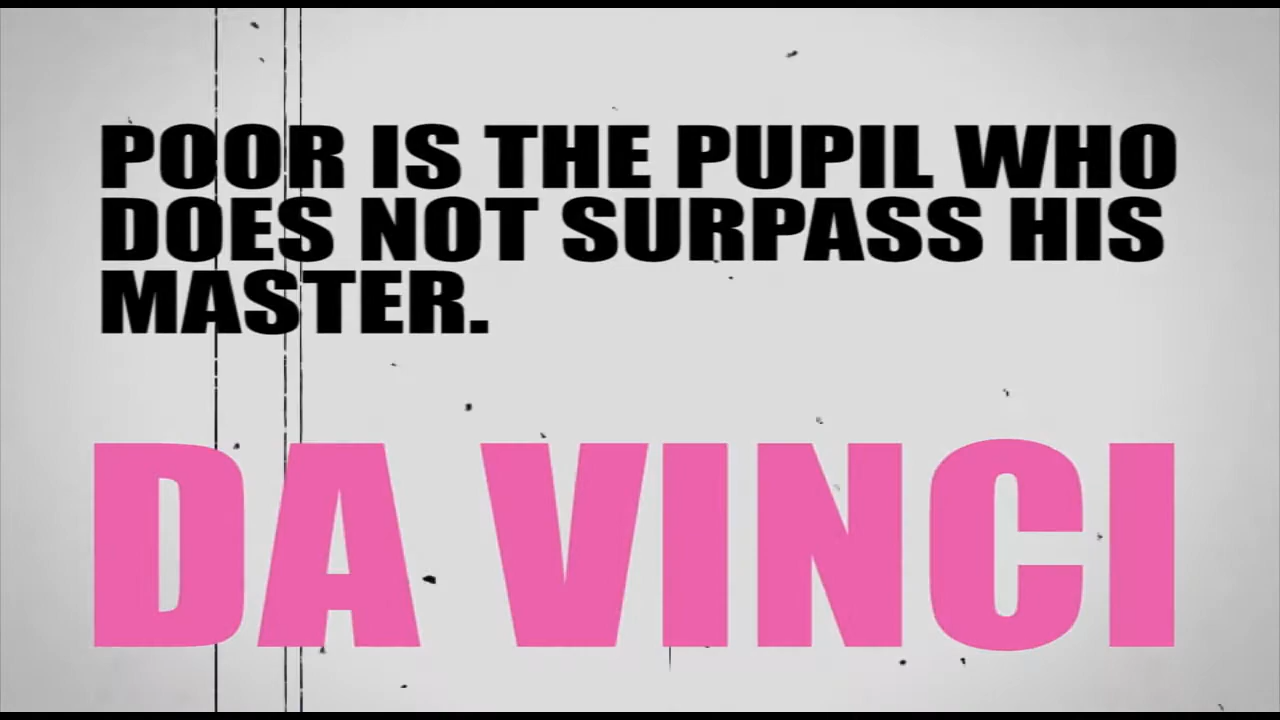 POOR IS THE PUPIL WHO
DOES NOT SURPASS HIS
MASTER.
DA VINCI